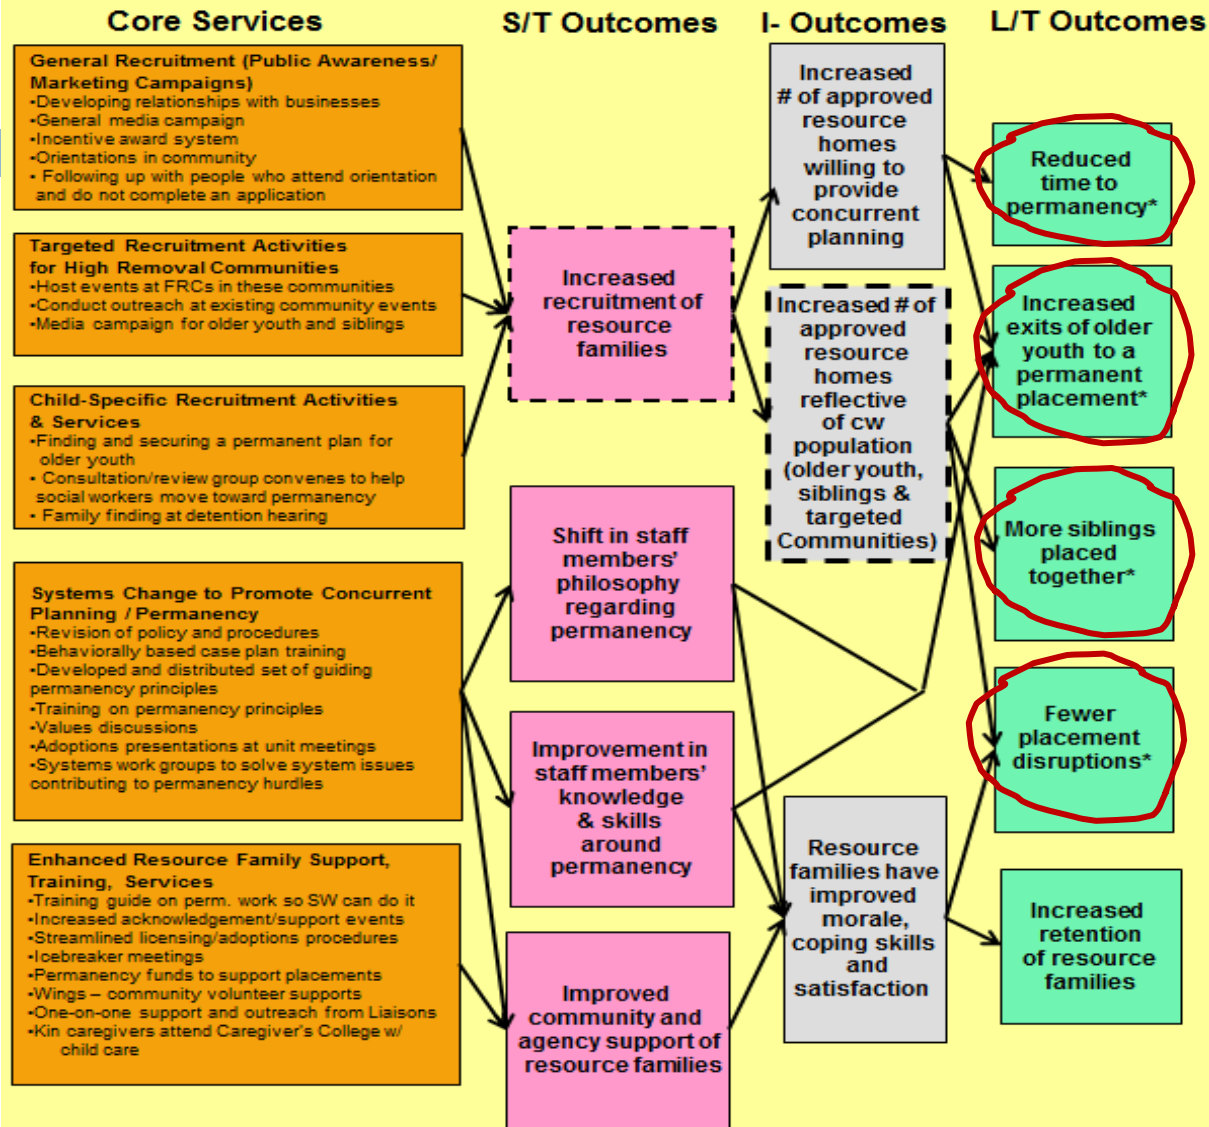 Core Services
S/T Outcomes
I- Outcomes
L/T Outcomes
General Recruitment (Public Awareness/
Marketing Campaigns)
•Developing relationships with businesses
•General media campaign
•Incentive award system
•Orientations in community
• Following up with people who attend orientation
and do not complete an application
Targeted Recruitment Activities
for High Removal Communities
•Host events at FRCs in these communities
•Conduct outreach at existing community events
•Media campaign for older youth and siblings
Child-Specific Recruitment Activities
& Services
•Finding and securing a permanent plan for
older youth
• Consultation/review group convenes to help
social workers move toward permanency
• Family finding at detention hearing
Systems Change to Promote Concurrent
Planning / Permanency
•Revision of policy and procedures
•Behaviorally based case plan training
•Developed and distributed set of guiding
permanency principles
•Training on permanency principles
•Values discussions
•Adoptions presentations at unit meetings
•Systems work groups to solve system issues
contributing to permanency hurdles
Enhanced Resource Family Support,
Training, Services
•Training guide on perm. work so SW can do it
•Increased acknowledgement/support events
•Streamlined licensing/adoptions procedures
•Icebreaker meetings
•Permanency funds to support placements
•Wings – community volunteer supports
•One-on-one support and outreach from Liaisons
•Kin caregivers attend Caregiver's College w/
child care
Increased
recruitment of
resource
families
Shift in staff
members'
philosophy
regarding
permanency
Improvement in
staff members'
knowledge
& skills
around
permanency
Improved
community and
agency support of
resource families
Increased
# of approved
resource
homes
willing to
provide
concurrent
planning
Increased # of
approved
resource
homes
reflective
of cw
population
(older youth,
siblings &
targeted
Communities)
Resource
families have
improved
morale,
coping skills
and
satisfaction
Reduced
time to
permanency*
Increased
exits of older
youth to a
permanent
placement*
More siblings
placed
together*
Fewer
placement
disruptions*
Increased
retention
of resource
families